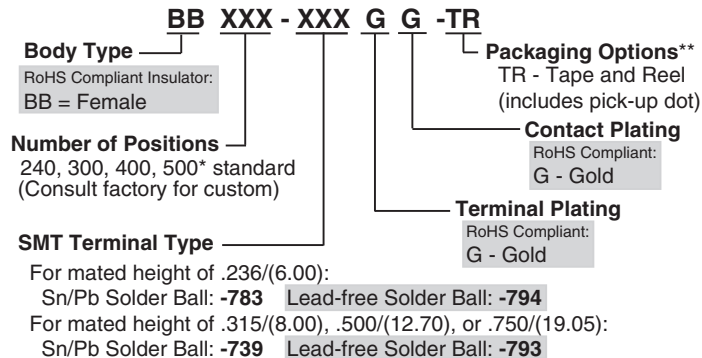 BB XXX - XXX G G -TR
Body Type
RoHS Compliant Insulator:
BB = Female
Packaging Options**
TR - Tape and Reel
(includes pick-up dot)
Number of Positions
240, 300, 400, 500* standard
(Consult factory for custom)
Contact Plating
RoHS Compliant:
G - Gold
Terminal Plating
RoHS Compliant:
G - Gold
SMT Terminal Type
For mated height of .236/(6.00):
Sn/Pb Solder Ball: -783 Lead-free Solder Ball: -794
For mated height of .315/(8.00), .500/(12.70), or .750/(19.05):
Sn/Pb Solder Ball: -739 Lead-free Solder Ball: -793